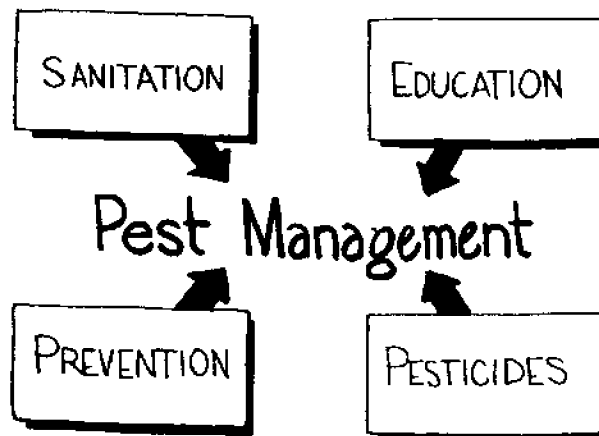 SANITATION
EDUCATION
Pest Management
PREVENTION
PESTICIDES